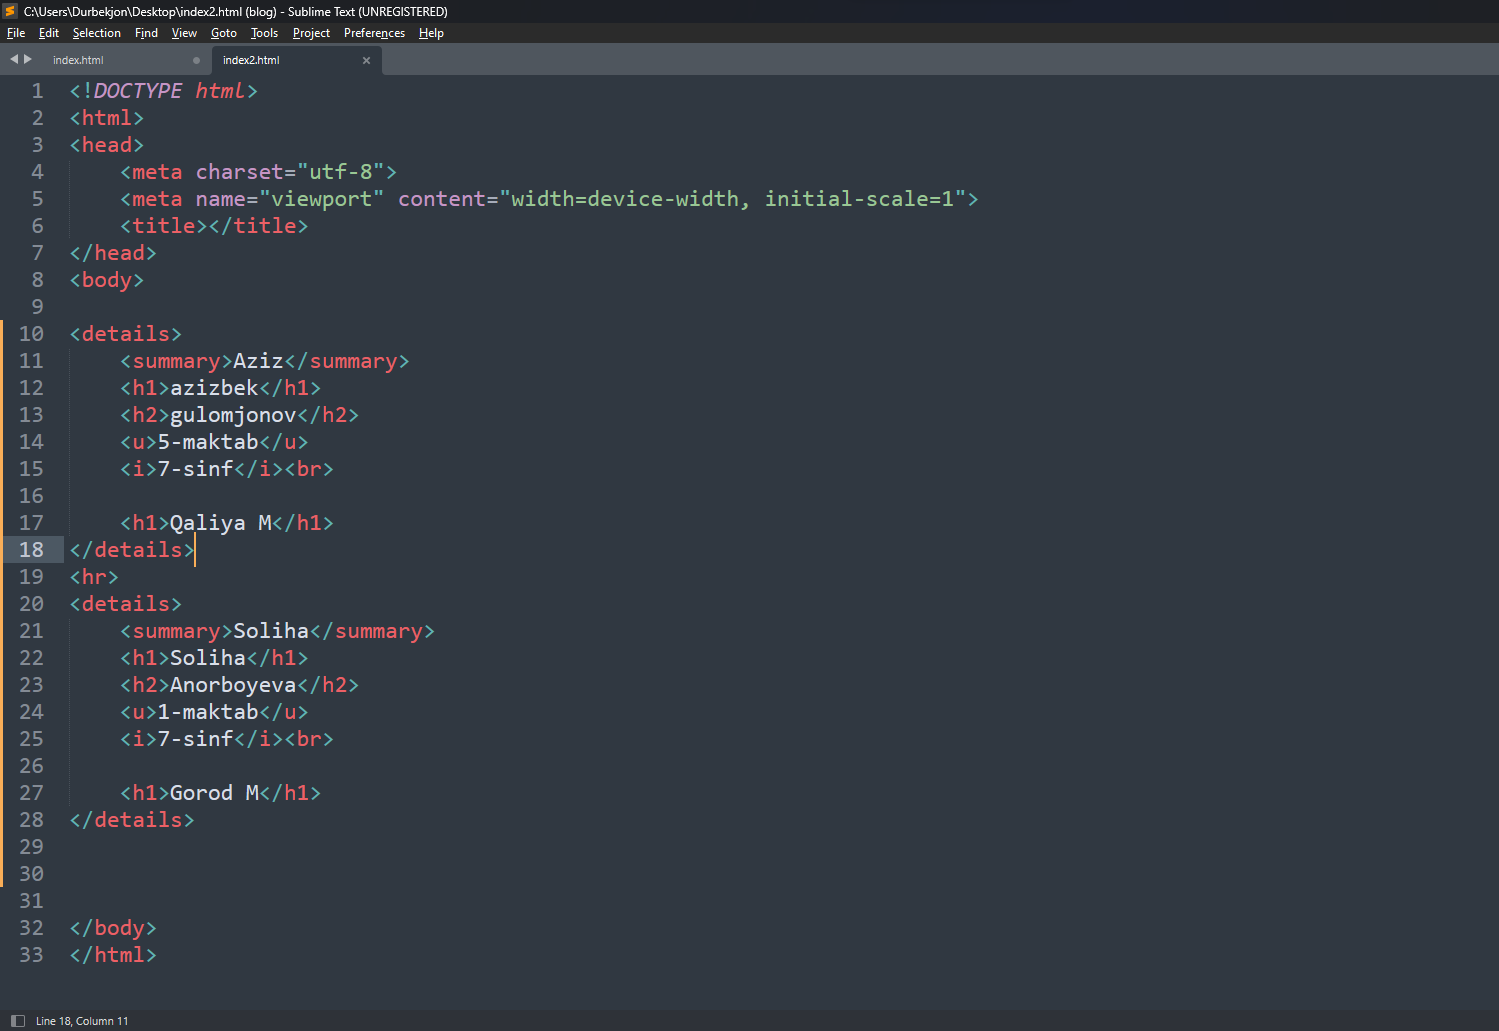 C:\Users\Durbekjon\Desktop\index2.html (blog) - Sublime Text (UNREGISTERED)
File Edit Selection Find View Goto Tools Project Preferences Help
index.html index2.html
1 <!DOCTYPE html>
2 <html>
3 <head>
4 <meta charset="utf-8">
5 <meta name="viewport" content="width=device-width, initial-scale=1">
6 <title></title>
7 </head>
8 <body>
9
10 <details>
11 <summary>Aziz</summary>
12 <h1>azizbek</h1>
13 <h2>gulomjonov</h2>
14 <u>5-maktab</u>
15 <i>7-sinf</i><br>
16
17 <h1>Qaliya M</h1>
18 </details>
19 <hr>
20 <details>
21 <summary>Soliha</summary>
22 <h1>Soliha</h1>
23 <h2>Anorboyeva</h2>
24 <u>1-maktab</u>
25 <i>7-sinf</i><br>
26
27 <h1>Gorod M</h1>
28 </details>
29
30
31
32 </body>
33 </html>
Line 18, Column 11